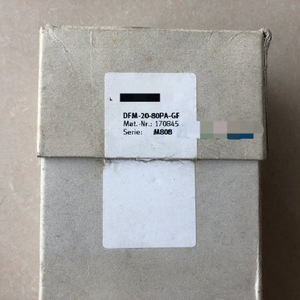 DFM-20-80PA-GF
Mat.-Nr.: 170845
Serie: M808